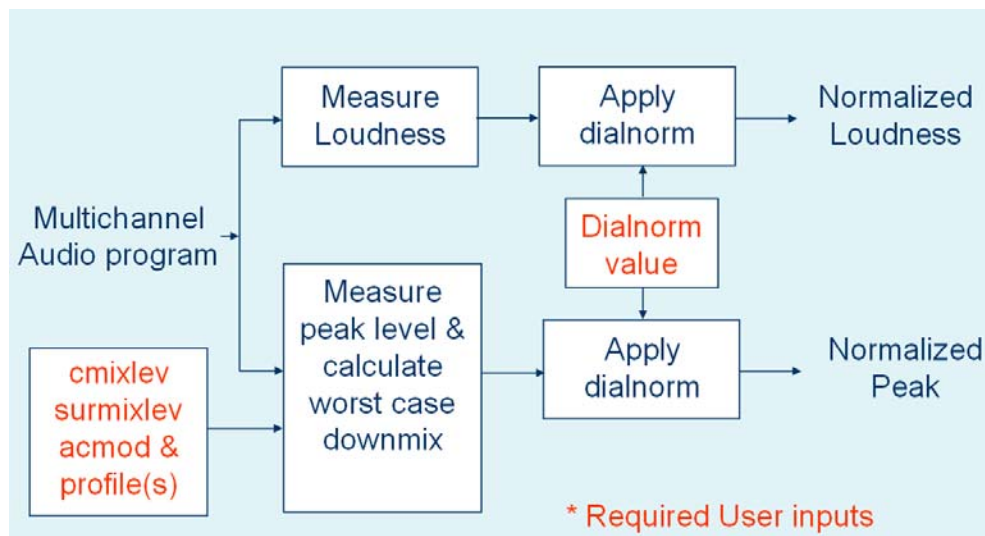 Measure
Loudness
Apply
dialnorm
Normalized
Loudness
Multichannel
Audio program
Dialnorm
value
Measure
peak level &
calculate
worst case
downmix
Apply
dialnorm
Normalized
Peak
cmixlev
surmixlev
acmod &
profile(s)
* Required User inputs